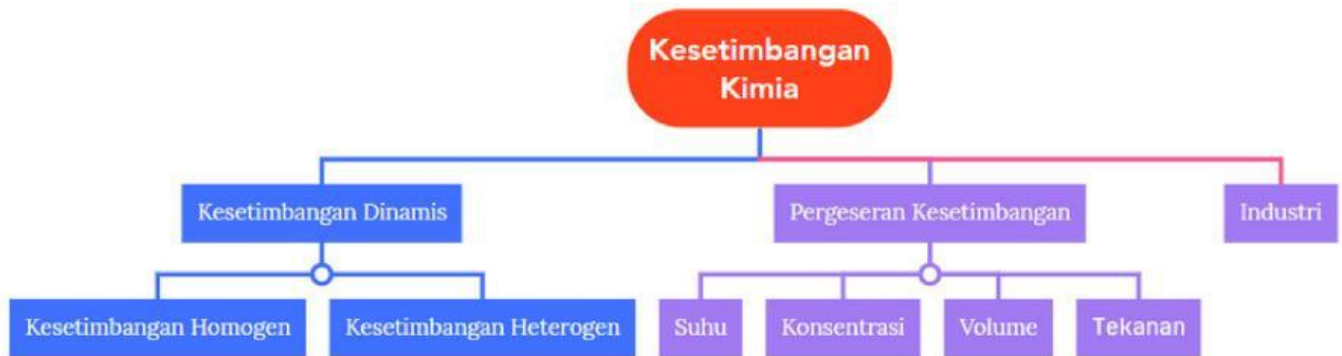 Kesetimbangan
Kimia
Kesetimbangan Dinamis
Pergeseran Kesetimbangan
Industri
Kesetimbangan Homogen
Kesetimbangan Heterogen
Suhu
Konsentrasi
Volume
Tekanan